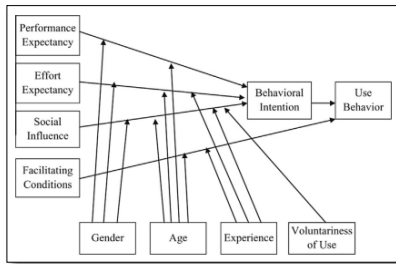 Performance
Expectancy
Effort
Expectancy
Behavioral
Intention
Use
Behavior
Social
Influence
Facilitating
Conditions
Gender
Age
Experience
Voluntariness
of Use